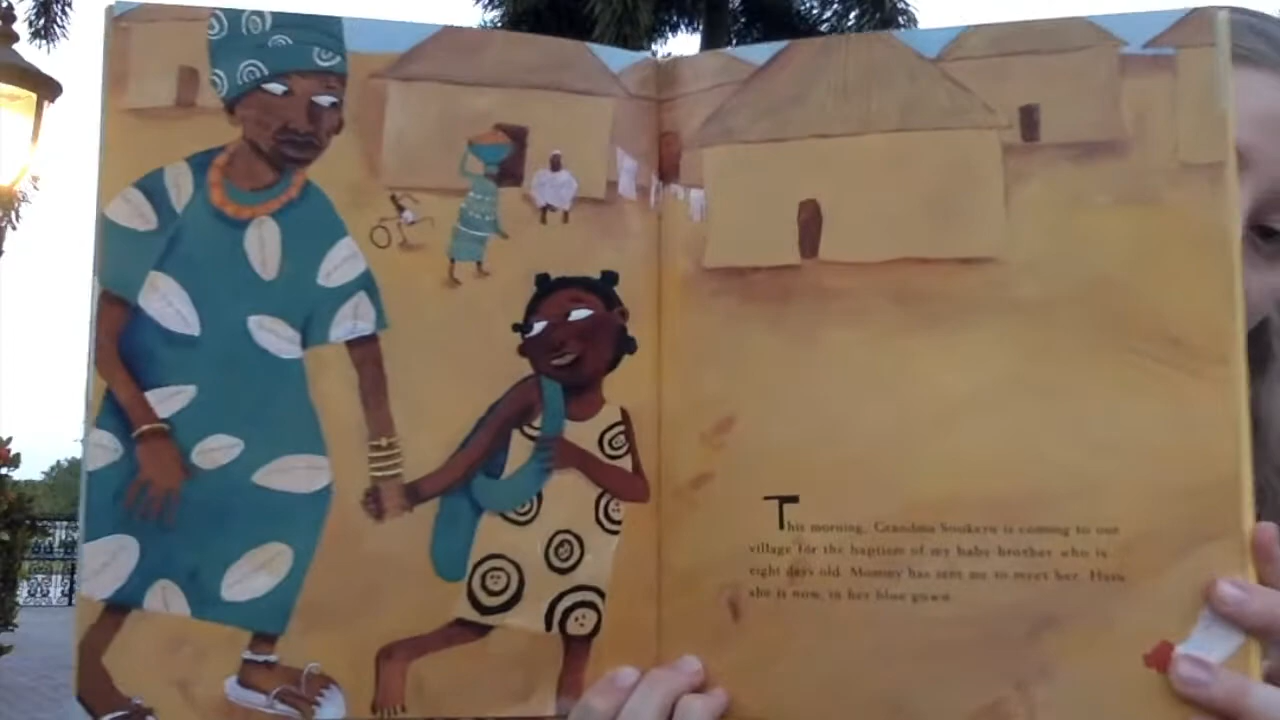 This morning, Grandma Soukeye is coming to our
village for the baptism of my baby brother who is
eight days old. Mommy has sent me to meet her. Here
she is now, in her blue gown.